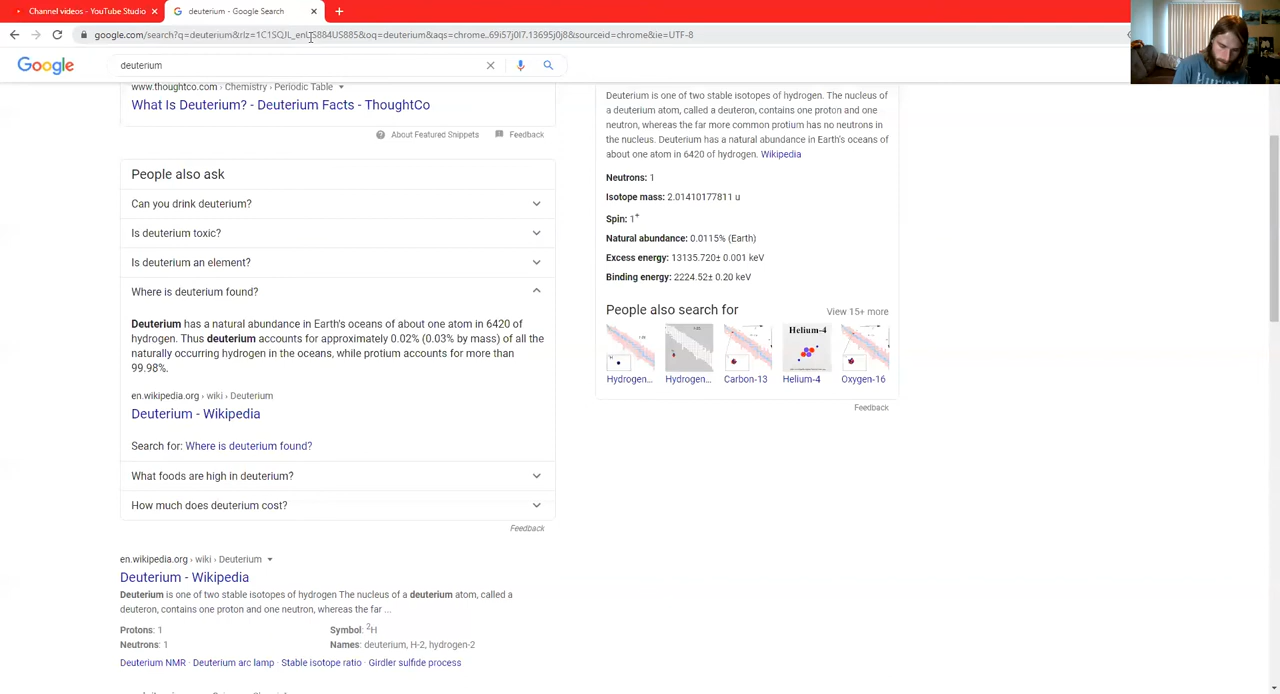 Channel videos - YouTube Studio
deuterium - Google Search
google.com/search?q=deuterium&rlz=1C1SQJL_enUS884US885&oq=deuterium&aqs=chrome..69i57j0l7.13695j0j8&sourceid=chrome&ie=UTF-8
Google
deuterium
www.thoughtco.com › Chemistry › Periodic Table
What Is Deuterium? - Deuterium Facts - ThoughtCo
About Featured Snippets
Feedback
People also ask
Can you drink deuterium?
Is deuterium toxic?
Is deuterium an element?
Where is deuterium found?
Deuterium has a natural abundance in Earth's oceans of about one atom in 6420 of
hydrogen. Thus deuterium accounts for approximately 0.02% (0.03% by mass) of all the
naturally occurring hydrogen in the oceans, while protium accounts for more than
99.98%.
en.wikipedia.org › wiki › Deuterium
Deuterium - Wikipedia
Search for: Where is deuterium found?
What foods are high in deuterium?
How much does deuterium cost?
Feedback
en.wikipedia.org › wiki › Deuterium
Deuterium - Wikipedia
Deuterium is one of two stable isotopes of hydrogen The nucleus of a deuterium atom, called a
deuteron, contains one proton and one neutron, whereas the far ...
Protons: 1
Symbol: ²H
Neutrons: 1
Names: deuterium, H-2, hydrogen-2
Deuterium NMR · Deuterium arc lamp · Stable isotope ratio · Girdler sulfide process
Deuterium is one of two stable isotopes of hydrogen. The nucleus of
a deuterium atom, called a deuteron, contains one proton and one
neutron, whereas the far more common protium has no neutrons in
the nucleus. Deuterium has a natural abundance in Earth's oceans of
about one atom in 6420 of hydrogen. Wikipedia
Neutrons: 1
Isotope mass: 2.01410177811 u
Spin: 1⁺
Natural abundance: 0.0115% (Earth)
Excess energy: 13135.720± 0.001 keV
Binding energy: 2224.52± 0.20 keV
People also search for
View 15+ more
Helium-4
Hydrogen...
Hydrogen...
Carbon-13
Helium-4
Oxygen-16
Feedback